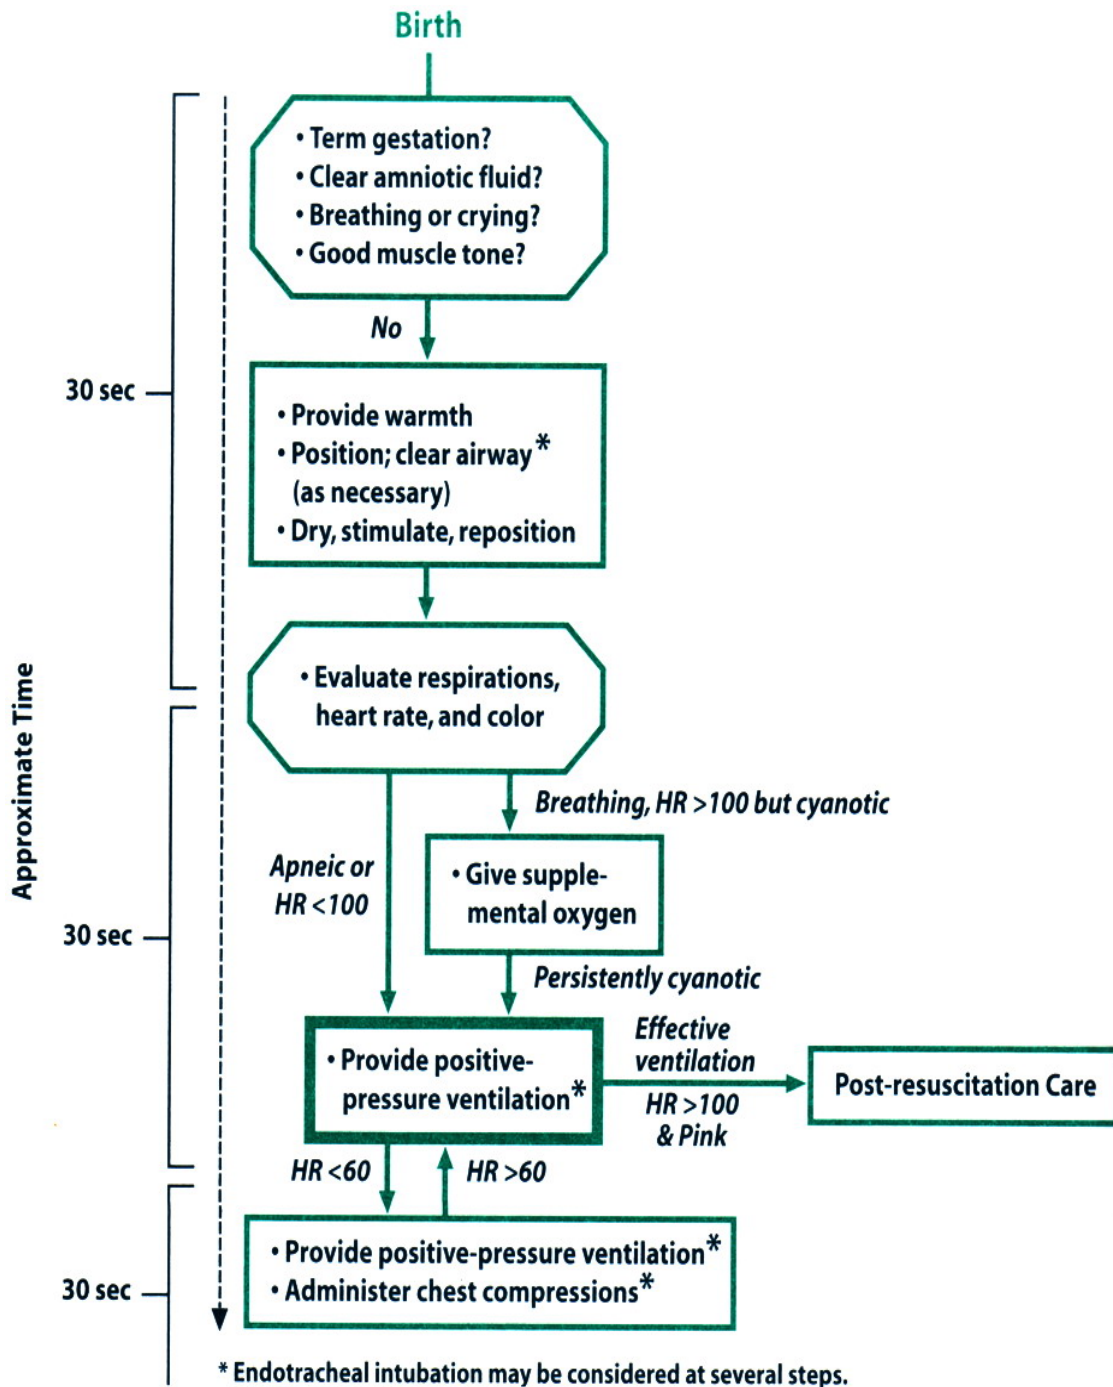 Birth
• Term gestation?
• Clear amniotic fluid?
• Breathing or crying?
• Good muscle tone?
No
30 sec
• Provide warmth
• Position; clear airway*
(as necessary)
• Dry, stimulate, reposition
• Evaluate respirations,
heart rate, and color
Approximate Time
Breathing, HR >100 but cyanotic
Apneic or
HR <100
• Give supple-
mental oxygen
30 sec
Persistently cyanotic
• Provide positive-
pressure ventilation*
Effective
ventilation
HR >100
& Pink
Post-resuscitation Care
HR <60
HR >60
30 sec
• Provide positive-pressure ventilation*
• Administer chest compressions*
* Endotracheal intubation may be considered at several steps.